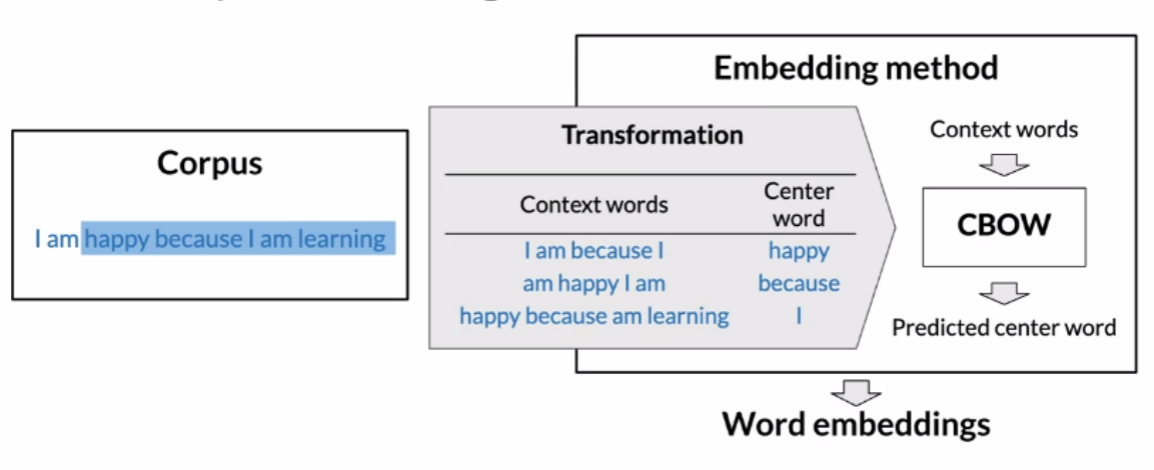 Corpus
I am happy because I am learning
Transformation
Context words
Center
word
I am because I
happy
am happy I am
because
happy because am learning
I
Embedding method
Context words
CBOW
Predicted center word
Word embeddings